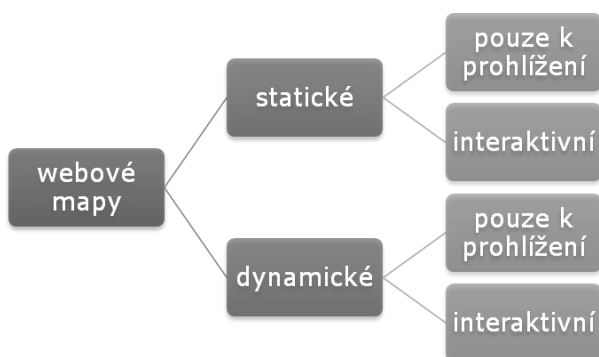 webové
mapy
statické
pouze k
prohlížení
interaktivní
dynamické
pouze k
prohlížení
interaktivní